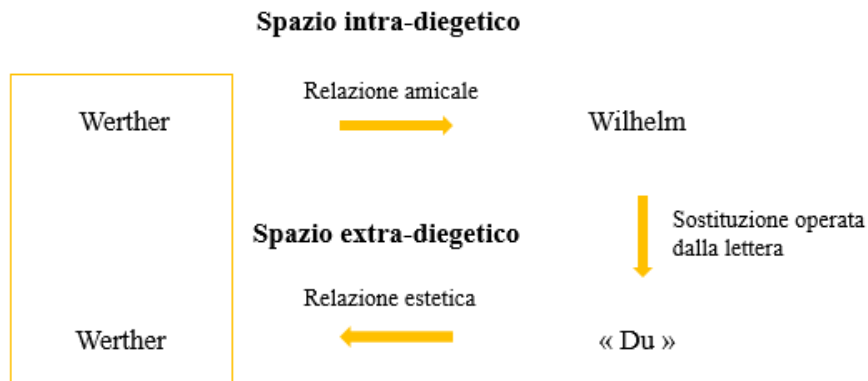 Spazio intra-diegetico
Relazione amicale
Werther
Wilhelm
Sostituzione operata
dalla lettera
Spazio extra-diegetico
Relazione estetica
Werther
« Du »